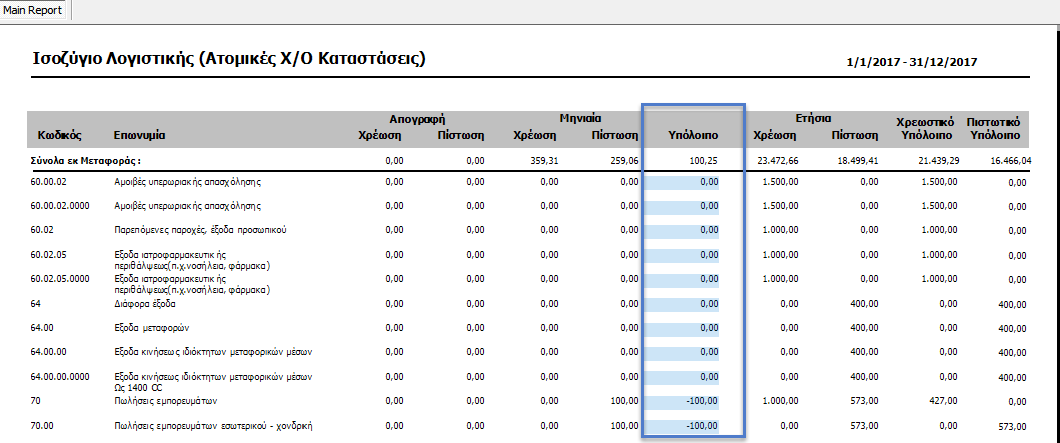 Main Report
Ισοζύγιο Λογιστικής (Ατομικές Χ/Ο Καταστάσεις)
1/1/2017 - 31/12/2017
Απογραφή Μηνιαία Ετήσια Χρεωστικό Πιστωτικό
Κωδικός Επωνυμία Χρέωση Πίστωση Χρέωση Πίστωση Υπόλοιπο Χρέωση Πίστωση Υπόλοιπο Υπόλοιπο
Σύνολα εκ Μεταφοράς : 0,00 0,00 359,31 259,06 100,25 23.472,66 18.499,41 21.439,29 16.466,04
60.00.02 Αμοιβές υπερωριακής απασχόλησης 0,00 0,00 0,00 0,00 0,00 1.500,00 0,00 1.500,00 0,00
60.00.02.0000 Αμοιβές υπερωριακής απασχόλησης 0,00 0,00 0,00 0,00 0,00 1.500,00 0,00 1.500,00 0,00
60.02 Παρεπόμενες παροχές, έξοδα προσωπικού 0,00 0,00 0,00 0,00 0,00 1.000,00 0,00 1.000,00 0,00
60.02.05 Εξοδα ιατροφαρμακευτικ ής 0,00 0,00 0,00 0,00 0,00 1.000,00 0,00 1.000,00 0,00
περιθάλψεως(π.χ.νοσήλεια, φάρμακα)
60.02.05.0000 Εξοδα ιατροφαρμακευτικ ής 0,00 0,00 0,00 0,00 0,00 1.000,00 0,00 1.000,00 0,00
περιθάλψεως(π.χ.νοσήλεια, φάρμακα)
64 Διάφορα έξοδα 0,00 0,00 0,00 0,00 0,00 0,00 400,00 0,00 400,00
64.00 Εξοδα μεταφορών 0,00 0,00 0,00 0,00 0,00 0,00 400,00 0,00 400,00
64.00.00 Εξοδα κινήσεως ιδιόκτητων μεταφορικών μέσων 0,00 0,00 0,00 0,00 0,00 0,00 400,00 0,00 400,00
64.00.00.0000 Εξοδα κινήσεως ιδιόκτητων μεταφορικών μέσων 0,00 0,00 0,00 0,00 0,00 0,00 400,00 0,00 400,00
Ως 1400 CC
70 Πωλήσεις εμπορευμάτων 0,00 0,00 0,00 100,00 -100,00 1.000,00 573,00 427,00 0,00
70.00 Πωλήσεις εμπορευμάτων εσωτερικού - χονδρική 0,00 0,00 0,00 100,00 -100,00 0,00 573,00 0,00 573,00